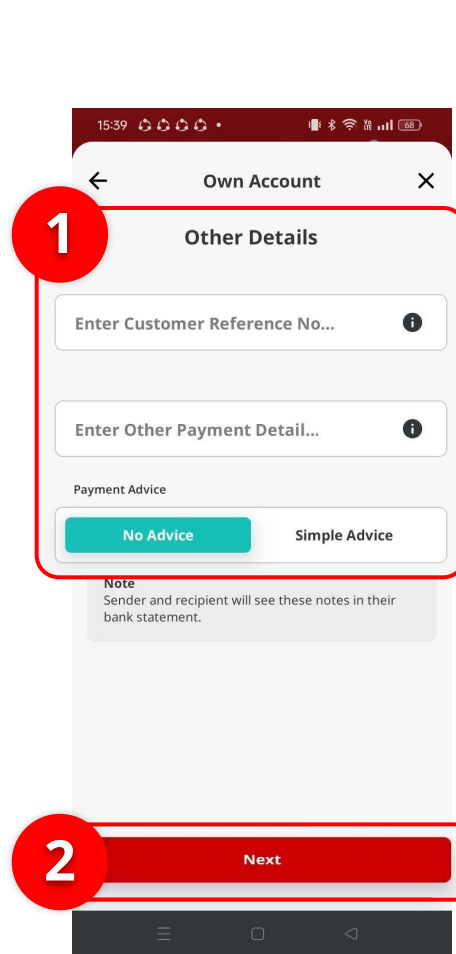 15:39
68
Own Account
1
Other Details
Enter Customer Reference No...
Enter Other Payment Detail...
Payment Advice
No Advice
Simple Advice
Note
Sender and recipient will see these notes in their
bank statement.
2
Next